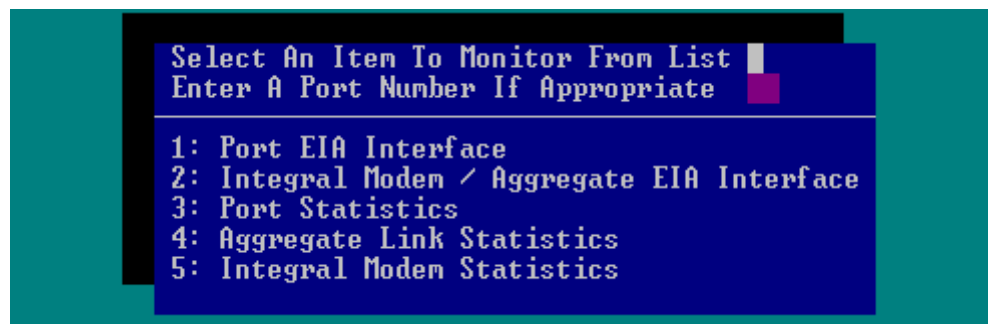 Select An Item To Monitor From List
Enter A Port Number If Appropriate
1: Port EIA Interface
2: Integral Modem / Aggregate EIA Interface
3: Port Statistics
4: Aggregate Link Statistics
5: Integral Modem Statistics